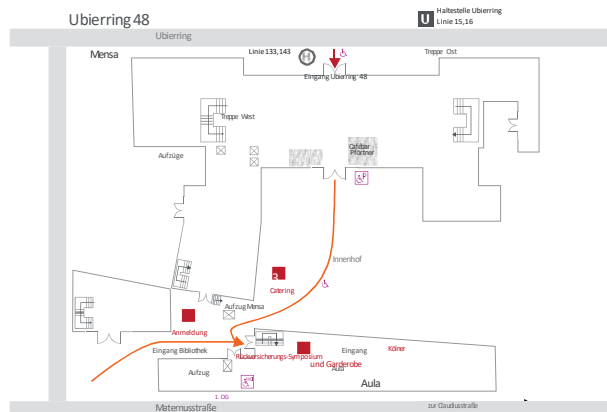 Ubierring 48
U
Haltestelle Ubierring
Linie 15,16
Ubierring
Mensa
Linie 133,143
H
Treppe Ost
Eingang Ubierring 48
Treppe West
Pförtner
Aufzüge
Innenhof
3
Catering
Aufzug Mensa
Anmeldung
Eingang Bibliothek
Rückversicherungs-Symposium
und Garderobe
Eingang
Aula
Kölner
Aufzug
Aula
1. OG
Maternusstraße
zur Claudiusstraße